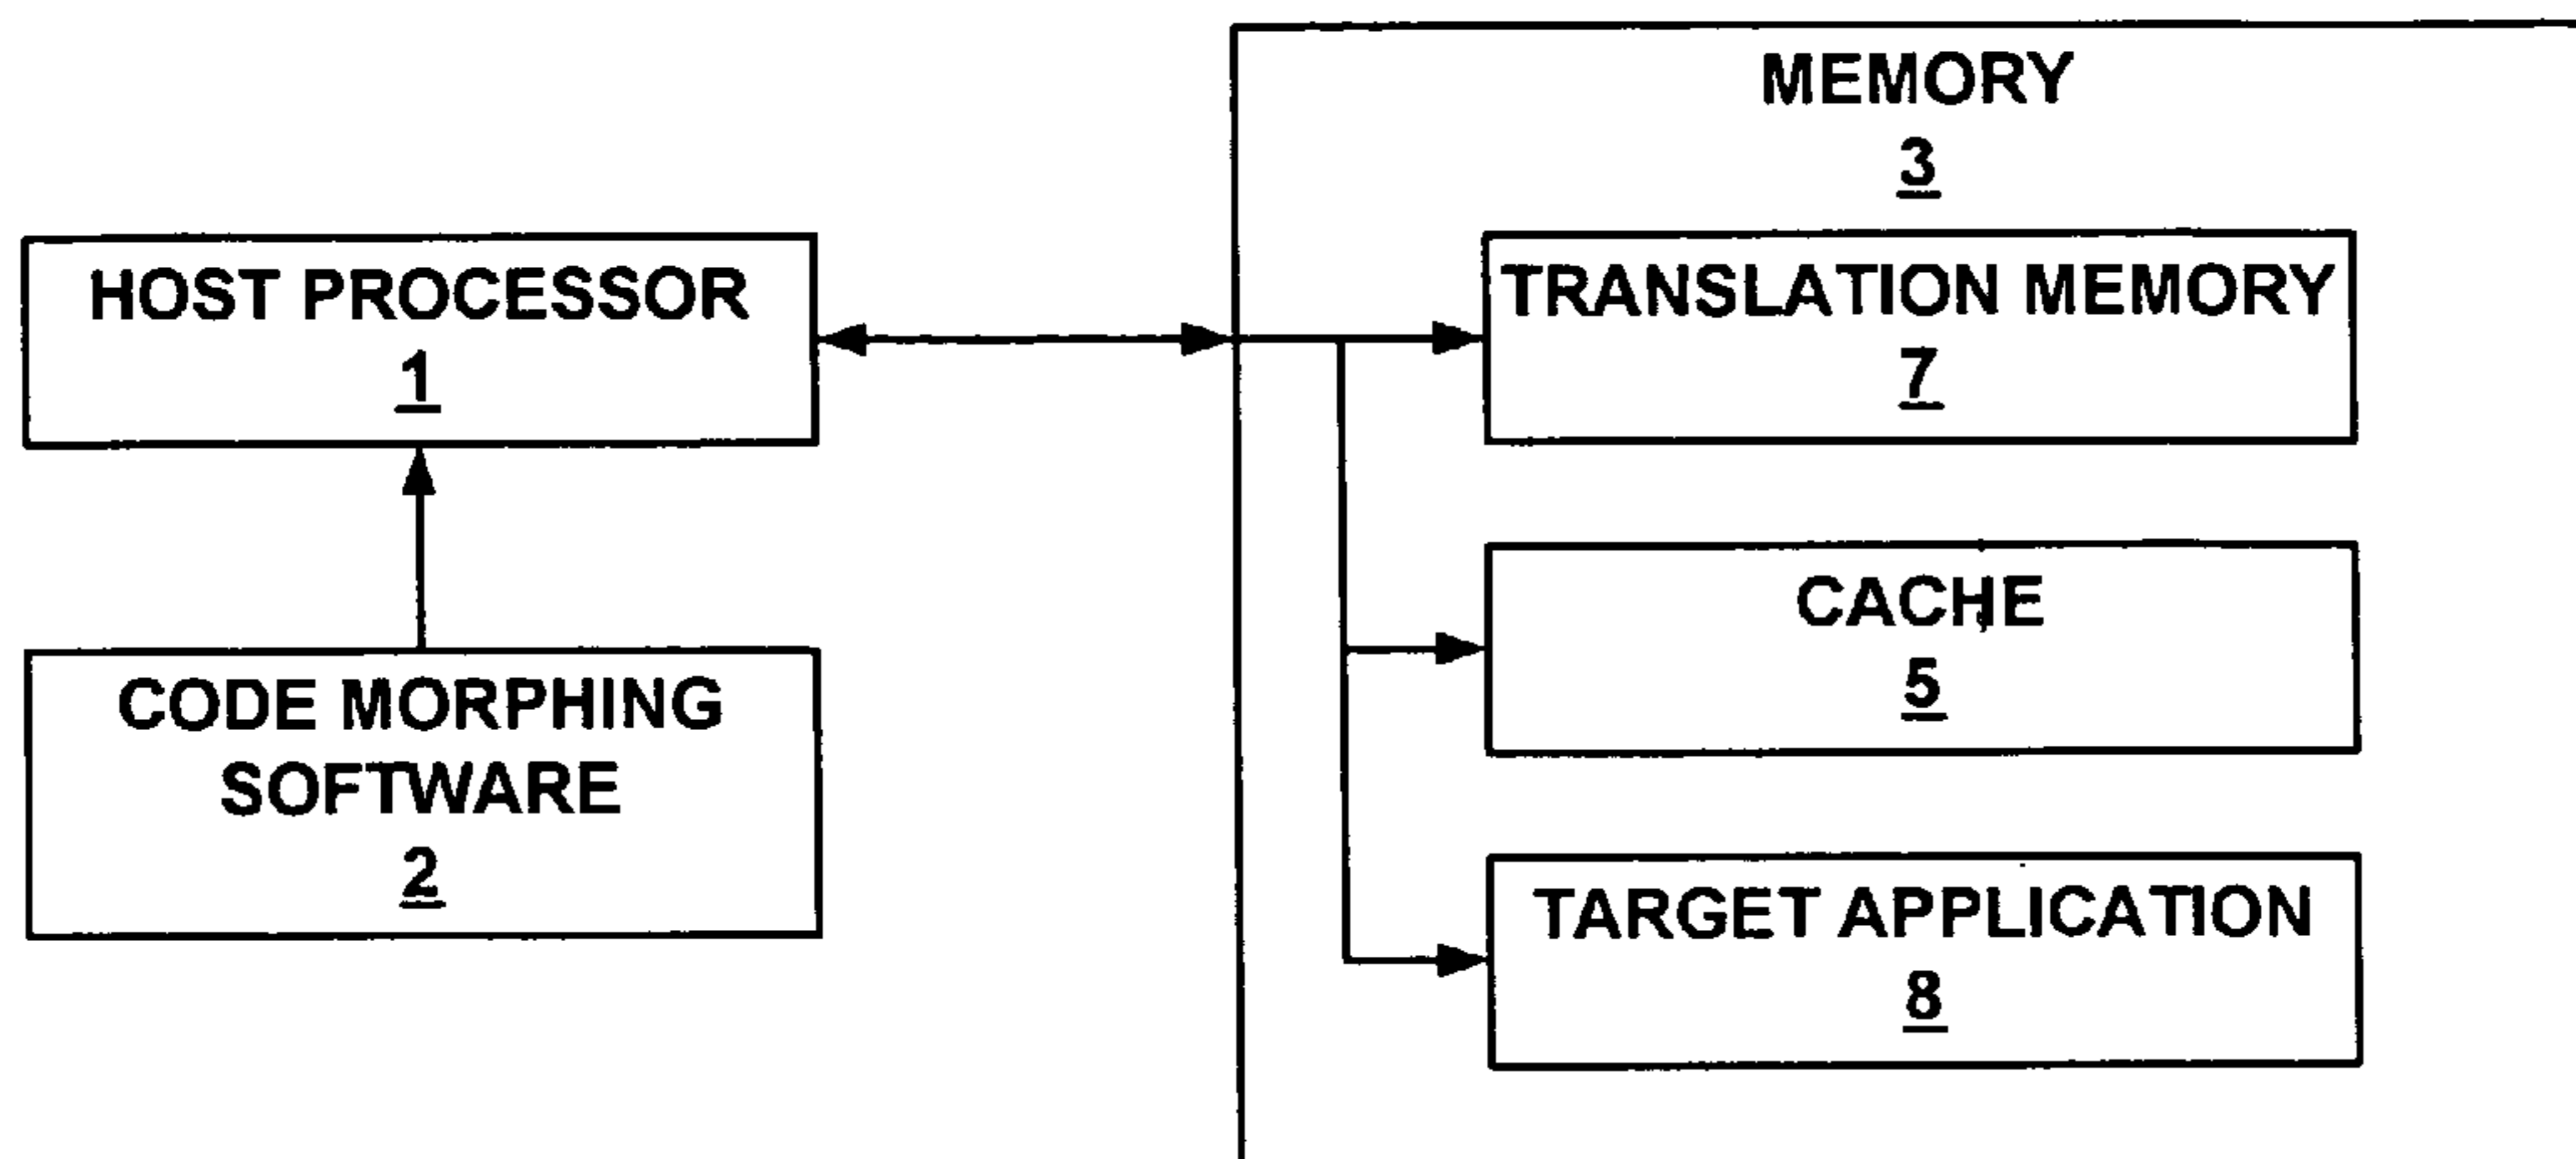 MEMORY
3
HOST PROCESSOR
1
TRANSLATION MEMORY
7
CODE MORPHING
SOFTWARE
2
CACHE
5
TARGET APPLICATION
8